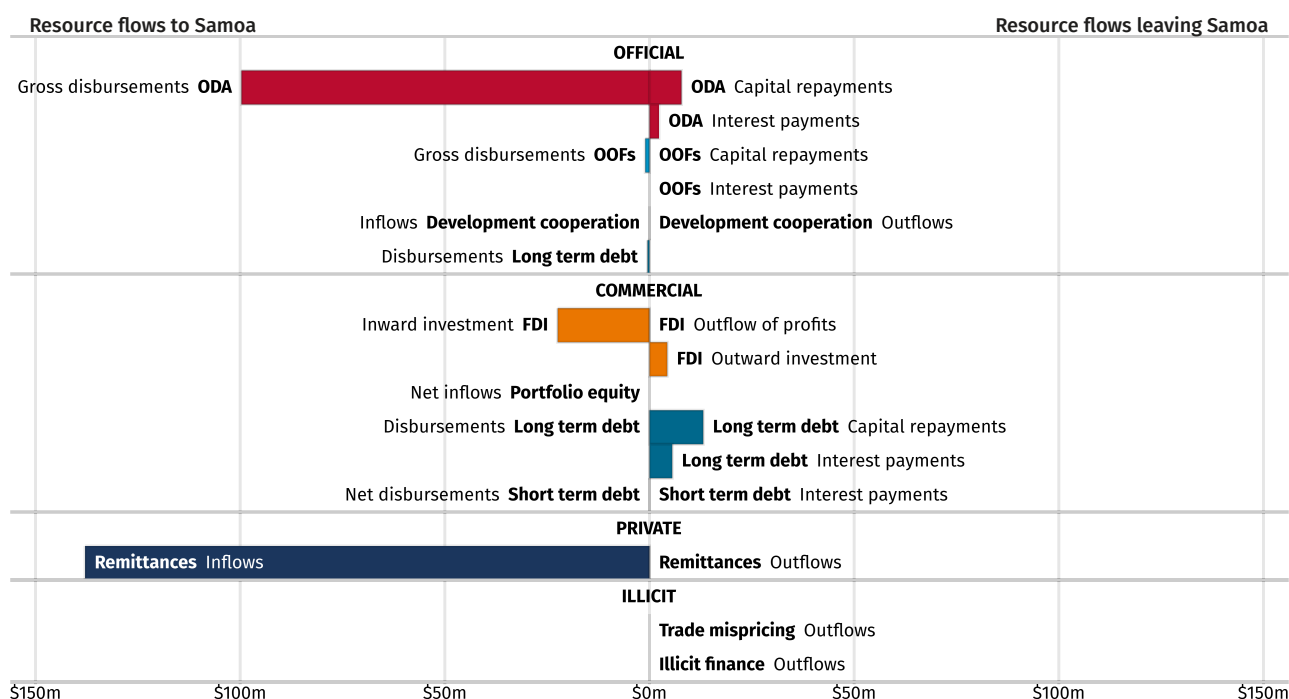 Resource flows to Samoa Resource flows leaving Samoa
OFFICIAL
Gross disbursements ODA ODA Capital repayments
ODA Interest payments
Gross disbursements OOFs OOFs Capital repayments
OOFs Interest payments
Inflows Development cooperation Development cooperation Outflows
Disbursements Long term debt
COMMERCIAL
Inward investment FDI FDI Outflow of profits
FDI Outward investment
Net inflows Portfolio equity
Disbursements Long term debt Long term debt Capital repayments
Long term debt Interest payments
Net disbursements Short term debt Short term debt Interest payments
PRIVATE
Remittances Inflows Remittances Outflows
ILLICIT
Trade mispricing Outflows
Illicit finance Outflows
$150m $100m $50m $0m $50m $100m $150m